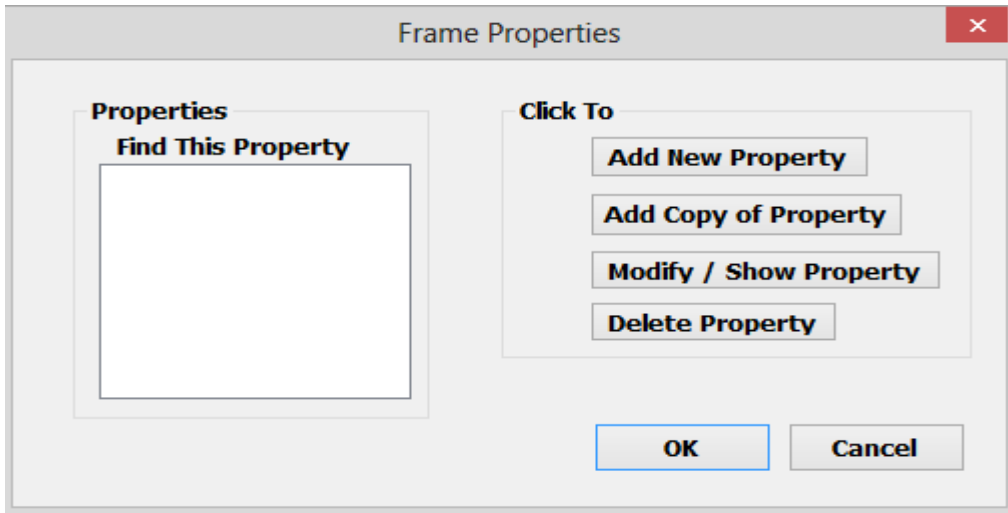 Frame Properties
Properties
Find This Property
Click To
Add New Property
Add Copy of Property
Modify / Show Property
Delete Property
OK
Cancel